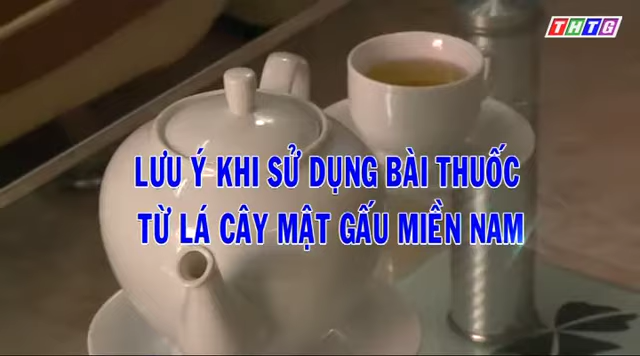 THTG
LƯU Ý KHI SỬ DỤNG BÀI THUỐC
TỪ LÁ CÂY MẬT GẤU MIỀN NAM